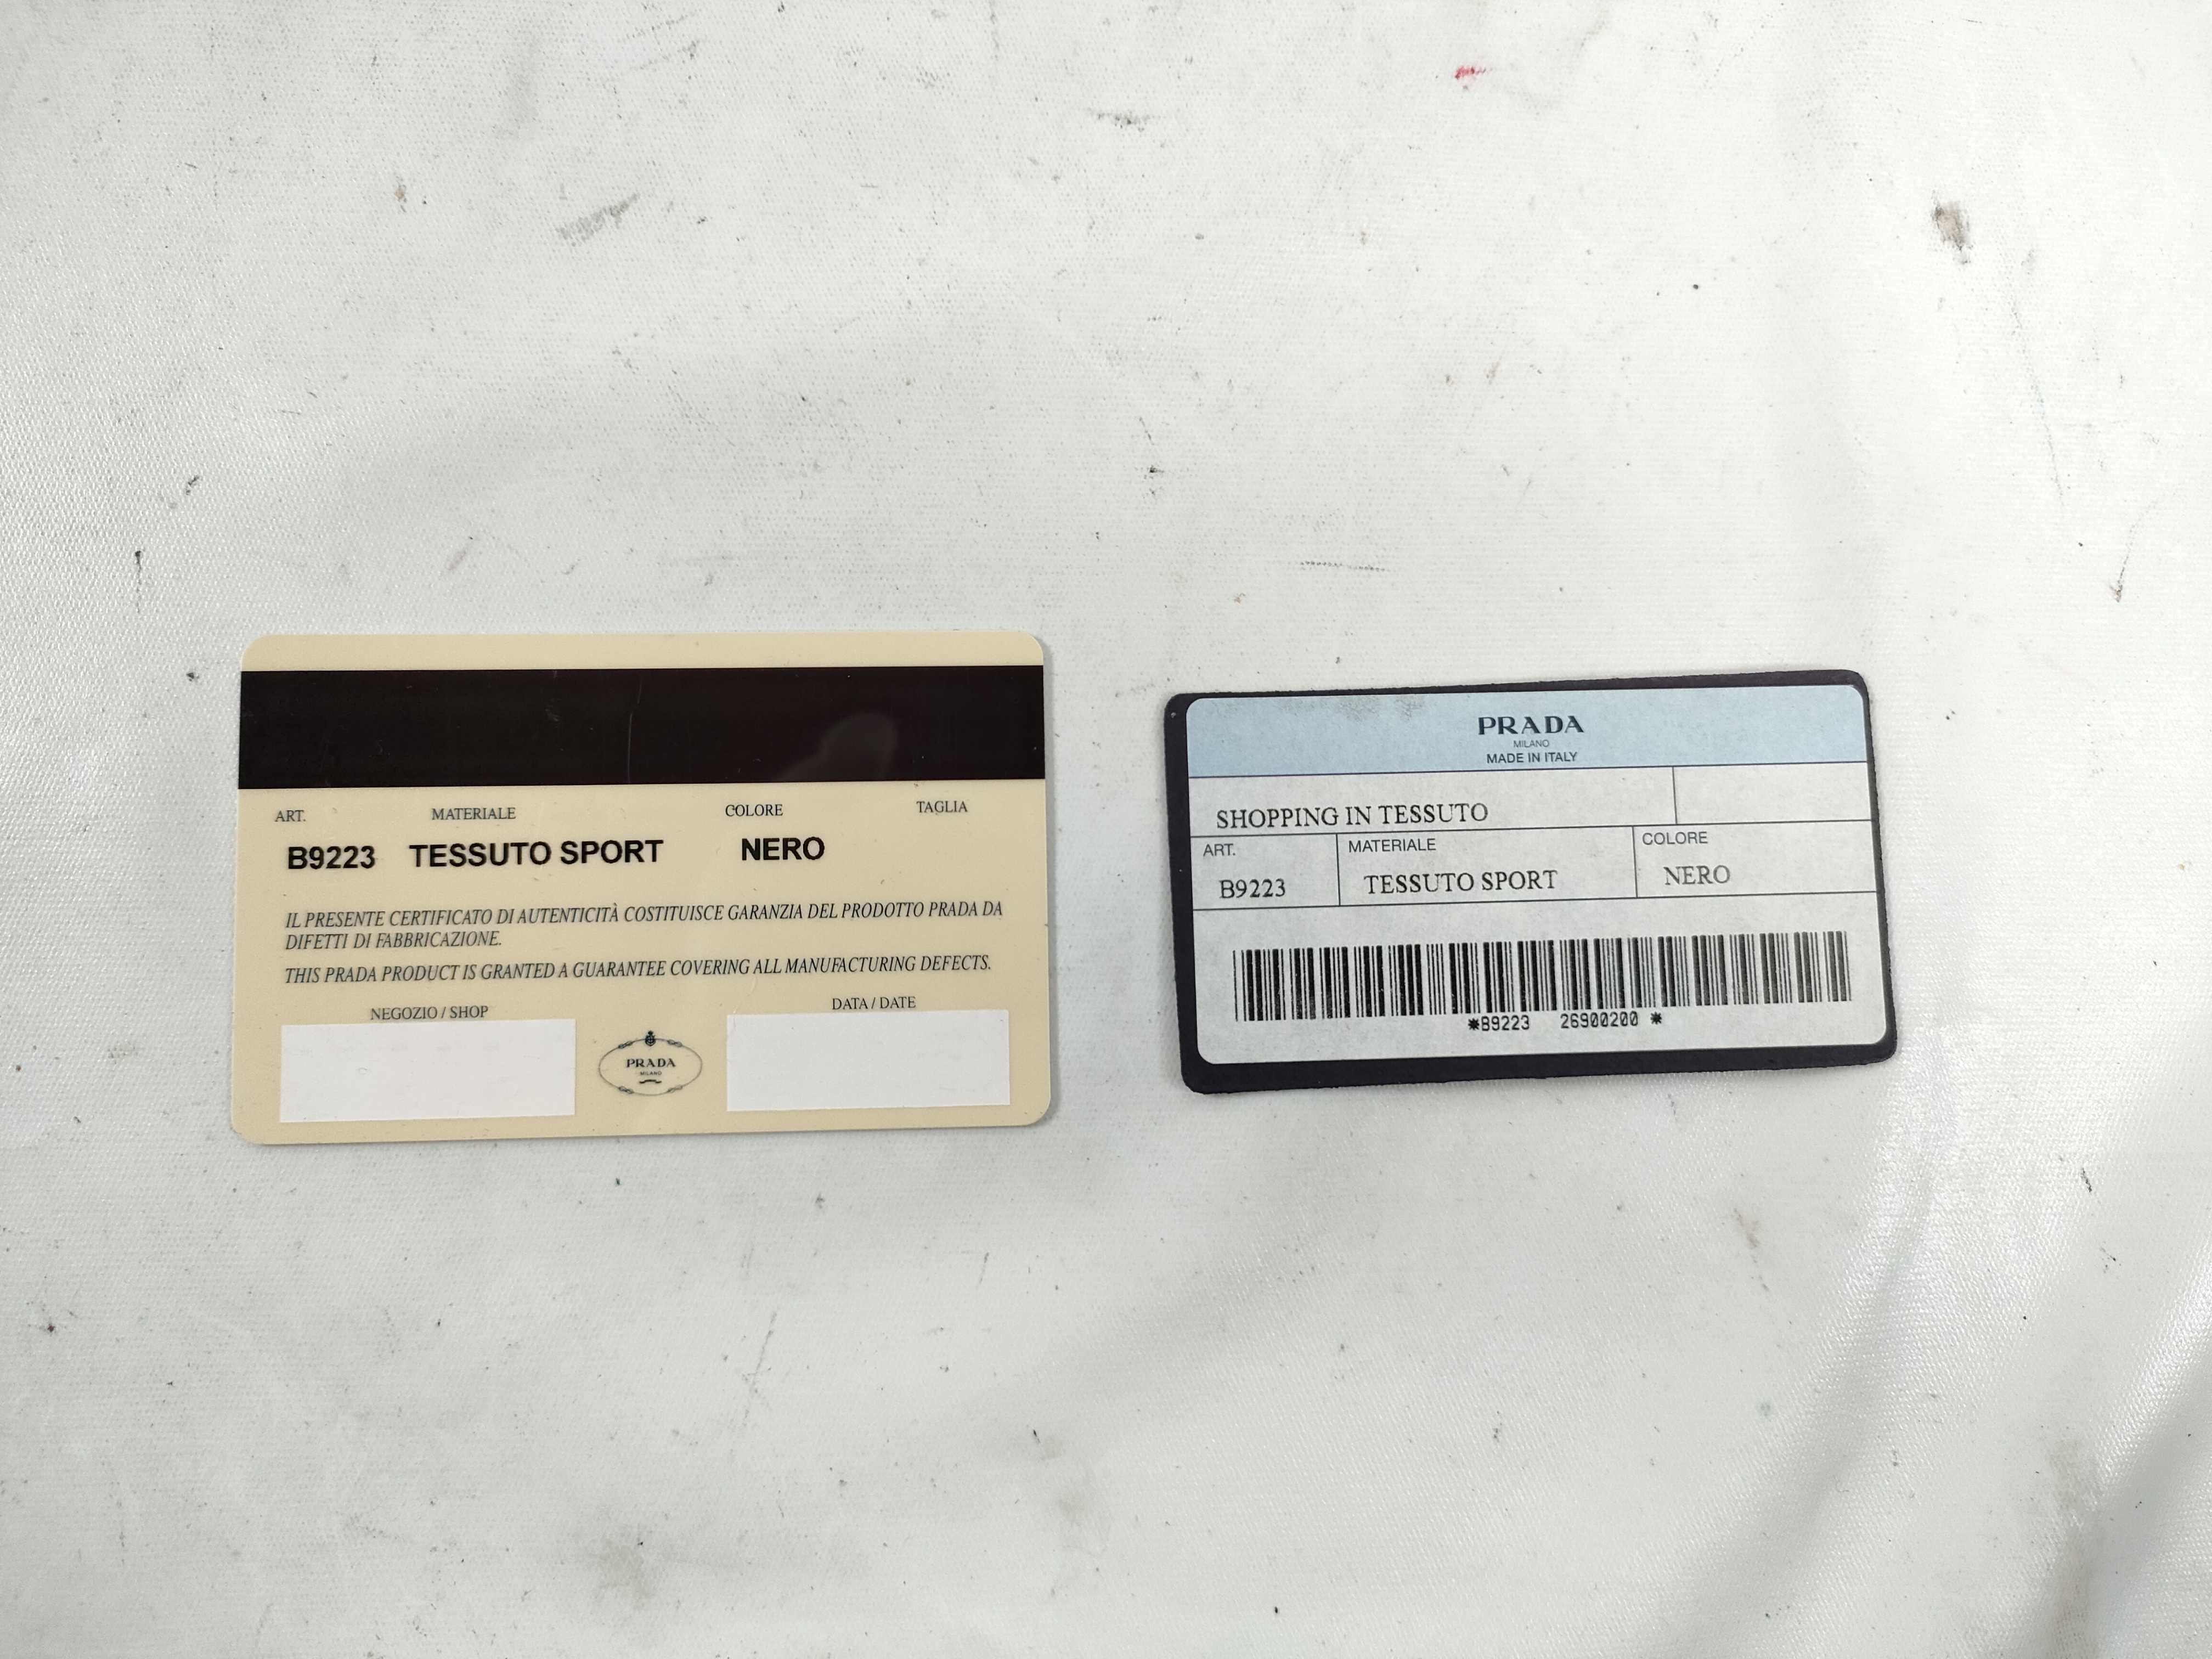 ART. MATERIALE COLORE TAGLIA
B9223 TESSUTO SPORT NERO
IL PRESENTE CERTIFICATO DI AUTENTICITÀ COSTITUISCE GARANZIA DEL PRODOTTO PRADA DA
DIFETTI DI FABBRICAZIONE.
THIS PRADA PRODUCT IS GRANTED A GUARANTEE COVERING ALL MANUFACTURING DEFECTS.
NEGOZIO / SHOP DATA / DATE
PRADA
MILANO
PRADA
MILANO
MADE IN ITALY
SHOPPING IN TESSUTO
ART. MATERIALE COLORE
B9223 TESSUTO SPORT NERO
*B9223 26900200 *